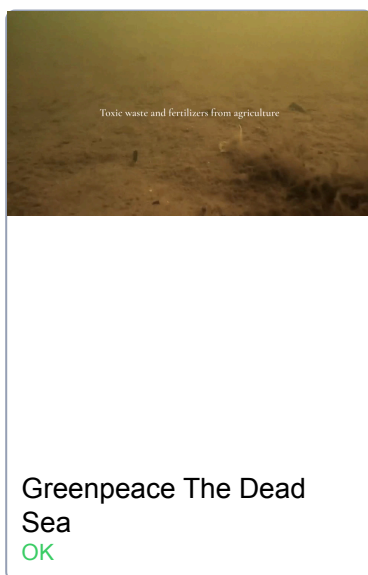 Toxic waste and fertilizers from agriculture
Greenpeace The Dead
Sea
OK